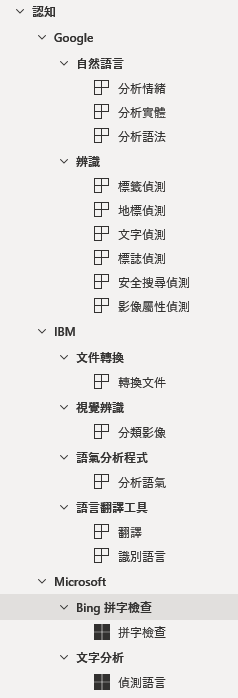 認知
Google
自然語言
分析情緒
分析實體
分析語法
辨識
標籤偵測
地標偵測
文字偵測
標誌偵測
安全搜尋偵測
影像屬性偵測
IBM
文件轉換
轉換文件
視覺辨識
分類影像
語氣分析程式
分析語氣
語言翻譯工具
翻譯
識別語言
Microsoft
Bing 拼字檢查
拼字檢查
文字分析
偵測語言